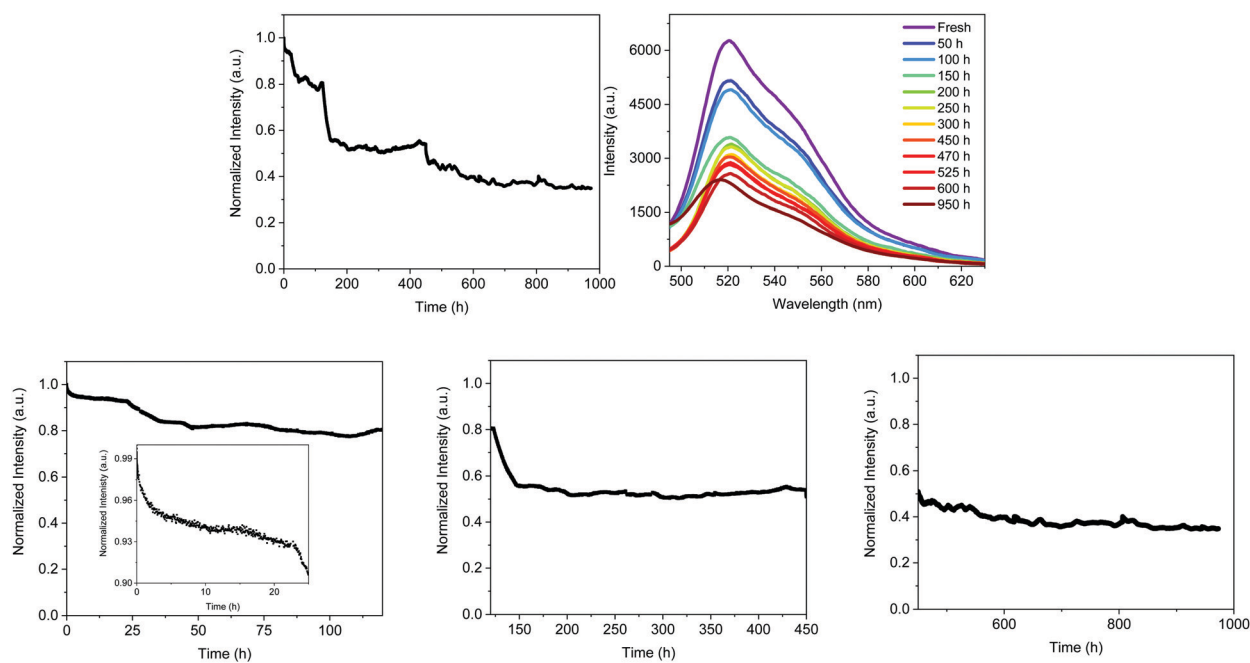 Normalized Intensity (a.u.)
1.0
0.8
0.6
0.4
0.2
0.0
0 200 400 600 800 1000
Time (h)
Intensity (a.u.)
6000
4500
3000
1500
0
500 520 540 560 580 600 620
Wavelength (nm)
Fresh
50 h
100 h
150 h
200 h
250 h
300 h
450 h
470 h
525 h
600 h
950 h
Normalized Intensity (a.u.)
1.0
0.8
0.6
0.4
0.2
0.0
0 25 50 75 100
Time (h)
Normalized Intenisty (a.u.)
0.99
0.96
0.93
0.90
0 10 20
Time (h)
Normalized Intensity (a.u.)
1.0
0.8
0.6
0.4
0.2
0.0
150 200 250 300 350 400 450
Time (h)
Normalized Intensity (a.u.)
1.0
0.8
0.6
0.4
0.2
0.0
600 800 1000
Time (h)